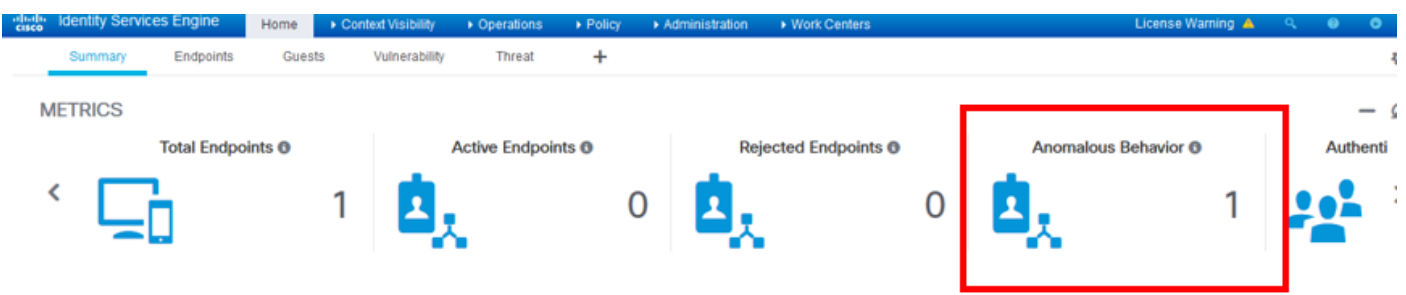 cisco Identity Services Engine Home Context Visibility Operations Policy Administration Work Centers License Warning
Summary Endpoints Guests Vulnerability Threat +
METRICS
Total Endpoints Active Endpoints Rejected Endpoints Anomalous Behavior Authenti
1 0 0 1